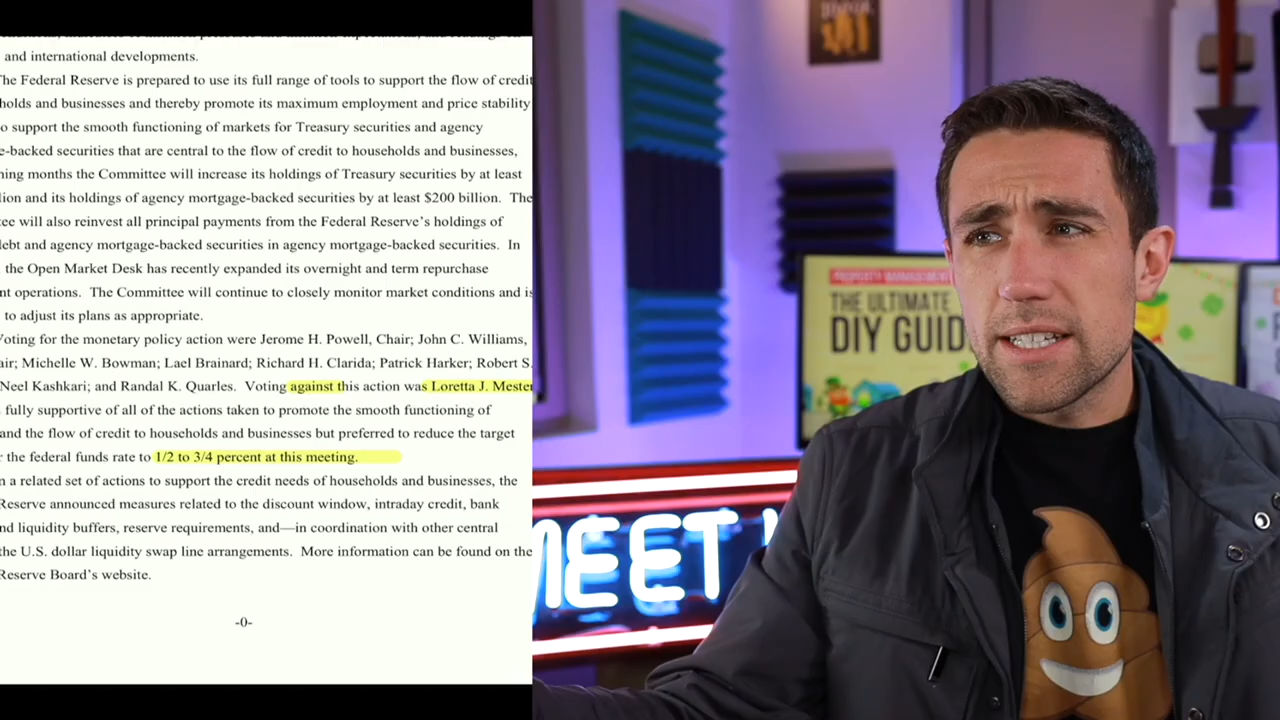 and international developments.
he Federal Reserve is prepared to use its full range of tools to support the flow of credit
holds and businesses and thereby promote its maximum employment and price stability
o support the smooth functioning of markets for Treasury securities and agency
e-backed securities that are central to the flow of credit to households and businesses,
ning months the Committee will increase its holdings of Treasury securities by at least
lion and its holdings of agency mortgage-backed securities by at least $200 billion. The
tee will also reinvest all principal payments from the Federal Reserve's holdings of
debt and agency mortgage-backed securities in agency mortgage-backed securities. In
, the Open Market Desk has recently expanded its overnight and term repurchase
nt operations. The Committee will continue to closely monitor market conditions and is
to adjust its plans as appropriate.
Voting for the monetary policy action were Jerome H. Powell, Chair; John C. Williams,
air; Michelle W. Bowman; Lael Brainard; Richard H. Clarida; Patrick Harker; Robert S.
Neel Kashkari; and Randal K. Quarles. Voting against this action was Loretta J. Mester
fully supportive of all of the actions taken to promote the smooth functioning of
and the flow of credit to households and businesses but preferred to reduce the target
r the federal funds rate to 1/2 to 3/4 percent at this meeting.
n a related set of actions to support the credit needs of households and businesses, the
Reserve announced measures related to the discount window, intraday credit, bank
nd liquidity buffers, reserve requirements, and—in coordination with other central
the U.S. dollar liquidity swap line arrangements. More information can be found on the
Reserve Board's website.
-0-
PROPERTY MANAGEMENT
THE ULTIMATE
DIY GUID
MEET